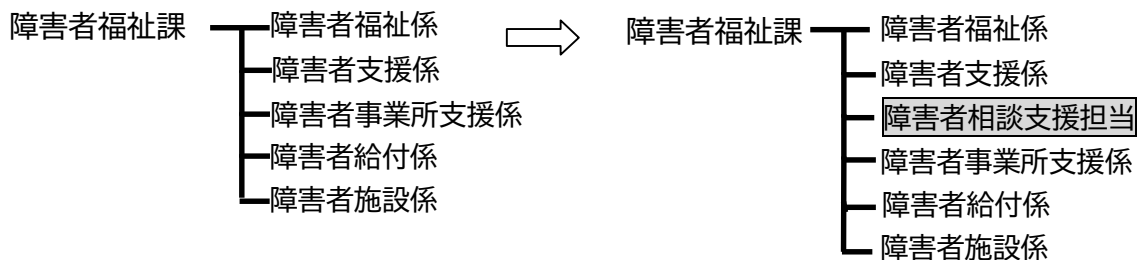 障害者福祉課
障害者福祉係
障害者支援係
障害者事業所支援係
障害者給付係
障害者施設係
障害者福祉課
障害者福祉係
障害者支援係
障害者相談支援担当
障害者事業所支援係
障害者給付係
障害者施設係